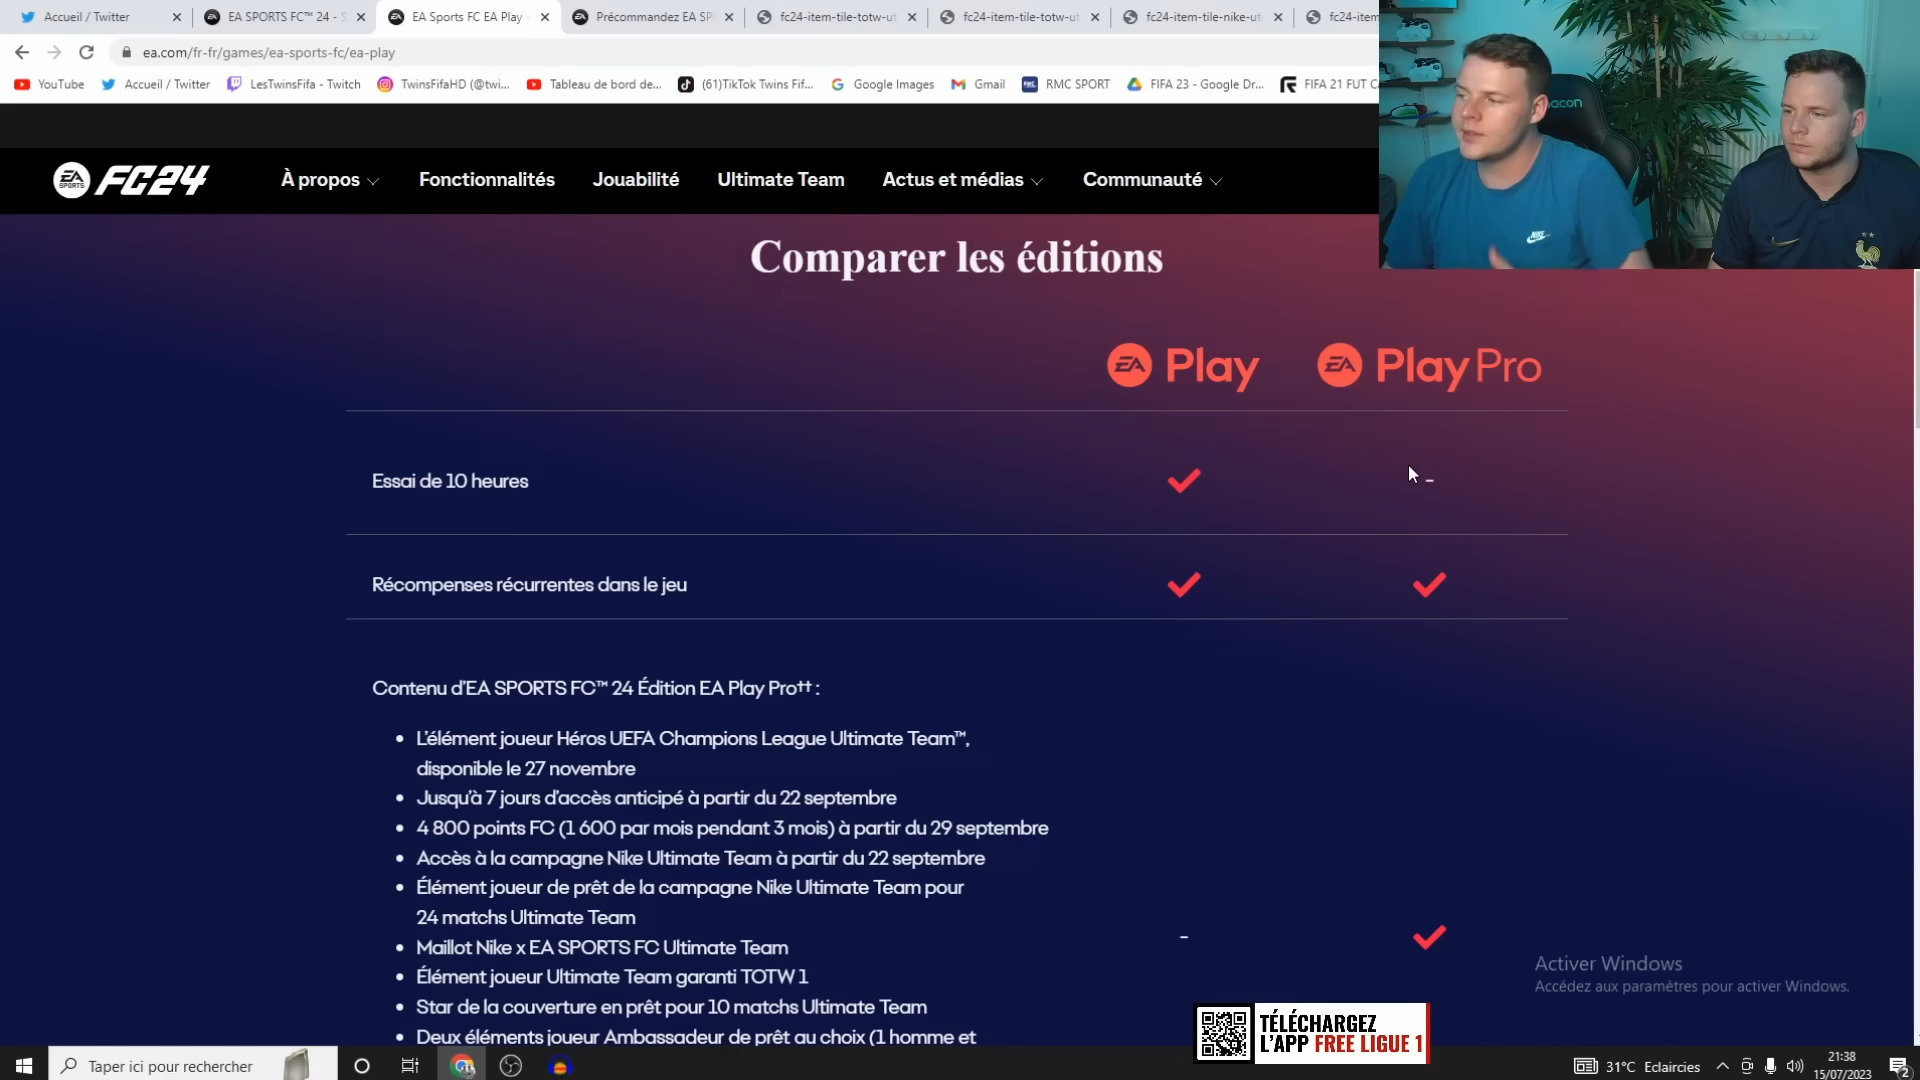 Accueil / Twitter
EA SPORTS FC™ 24 - S
EA Sports FC EA Play -
Précommandez EA SP
fc24-item-tile-totw-ut
fc24-item-tile-totw-ut
fc24-item-tile-nike-ut
fc24-item
ea.com/fr-fr/games/ea-sports-fc/ea-play
YouTube
Accueil / Twitter
LesTwinsFifa - Twitch
TwinsFifaHD (@twi...
Tableau de bord de...
(61)TikTok Twins Fif...
Google Images
Gmail
RMC SPORT
FIFA 23 - Google Dr...
FIFA 21 FUT C
EA SPORTS FC24
À propos
Fonctionnalités
Jouabilité
Ultimate Team
Actus et médias
Communauté
Comparer les éditions
EA Play
EA Play Pro
Essai de 10 heures
-
Récompenses récurrentes dans le jeu
Contenu d'EA SPORTS FC™ 24 Édition EA Play Pro†† :
• L'élément joueur Héros UEFA Champions League Ultimate Team™,
disponible le 27 novembre
• Jusqu'à 7 jours d'accès anticipé à partir du 22 septembre
• 4 800 points FC (1 600 par mois pendant 3 mois) à partir du 29 septembre
• Accès à la campagne Nike Ultimate Team à partir du 22 septembre
• Élément joueur de prêt de la campagne Nike Ultimate Team pour
24 matchs Ultimate Team
-
• Maillot Nike x EA SPORTS FC Ultimate Team
• Élément joueur Ultimate Team garanti TOTW 1
• Star de la couverture en prêt pour 10 matchs Ultimate Team
• Deux éléments joueur Ambassadeur de prêt au choix (1 homme et
Activer Windows
Accédez aux paramètres pour activer Windows.
TÉLÉCHARGEZ
L'APP FREE LIGUE 1
Taper ici pour rechercher
31°C Eclaircies
21:38
15/07/2023
2
NIKE